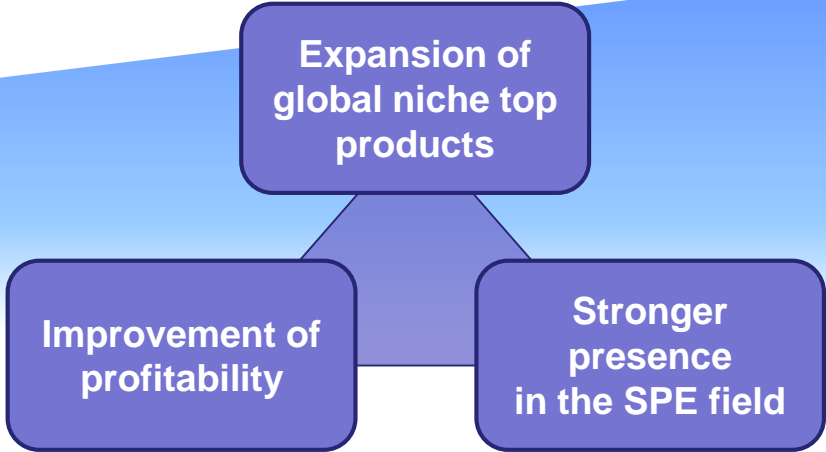 Expansion of
global niche top
products
Improvement of
profitability
Stronger
presence
in the SPE field